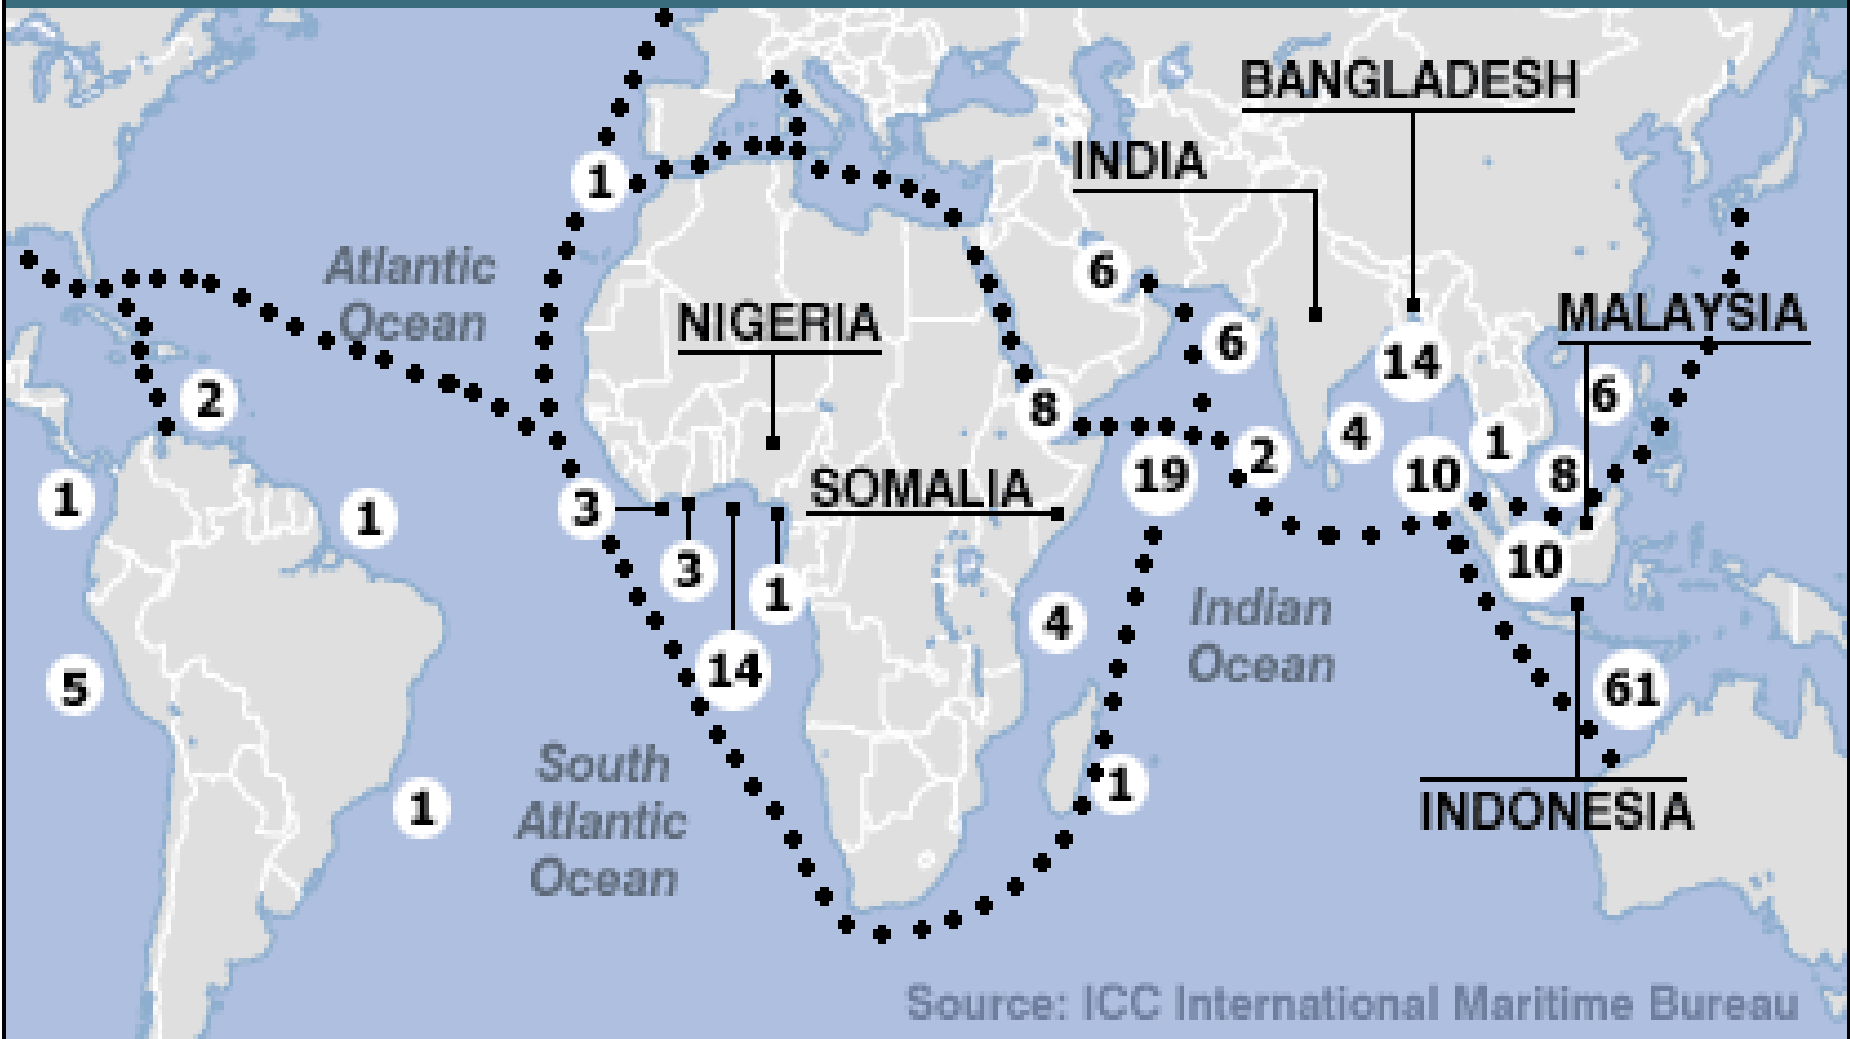 BANGLADESH
INDIA
1
Atlantic
Ocean
6
NIGERIA
MALAYSIA
6
14
6
2
8
4
1
2
19
10
8
1
1
3
SOMALIA
3
1
10
4
Indian
Ocean
14
5
61
South
Atlantic
Ocean
1
1
INDONESIA
Source: ICC International Maritime Bureau